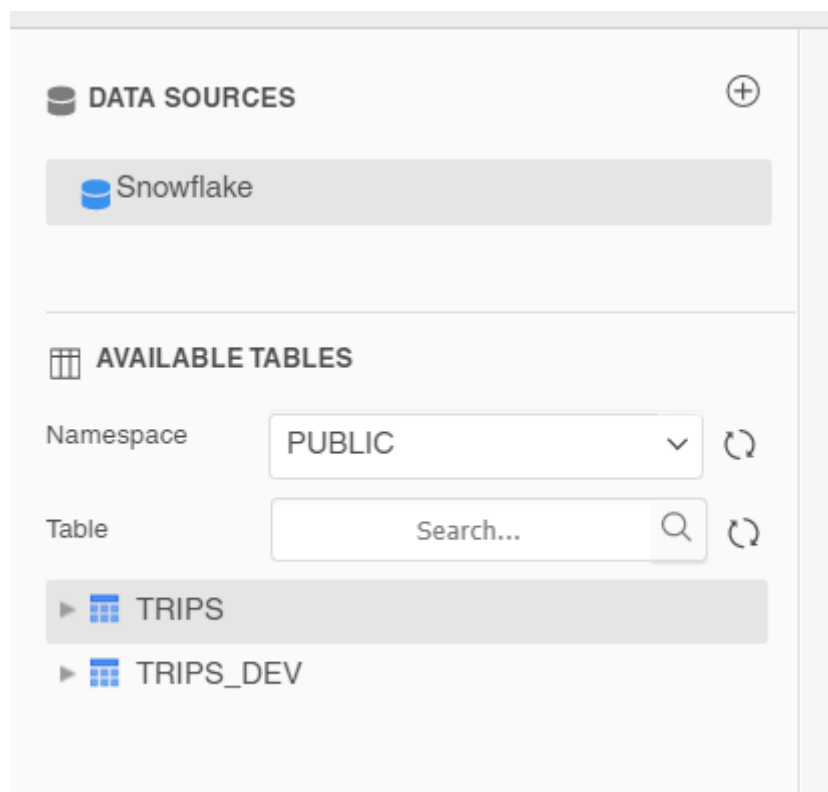 DATA SOURCES
Snowflake
AVAILABLE TABLES
Namespace PUBLIC
Table Search...
TRIPS
TRIPS_DEV